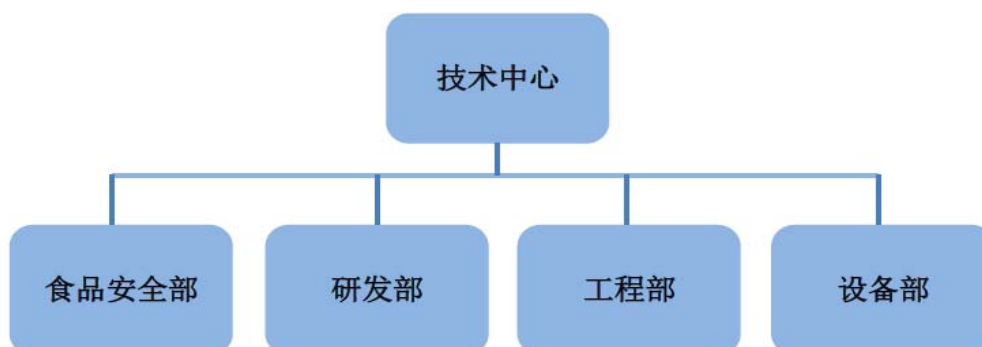 技术中心
食品安全部
研发部
工程部
设备部